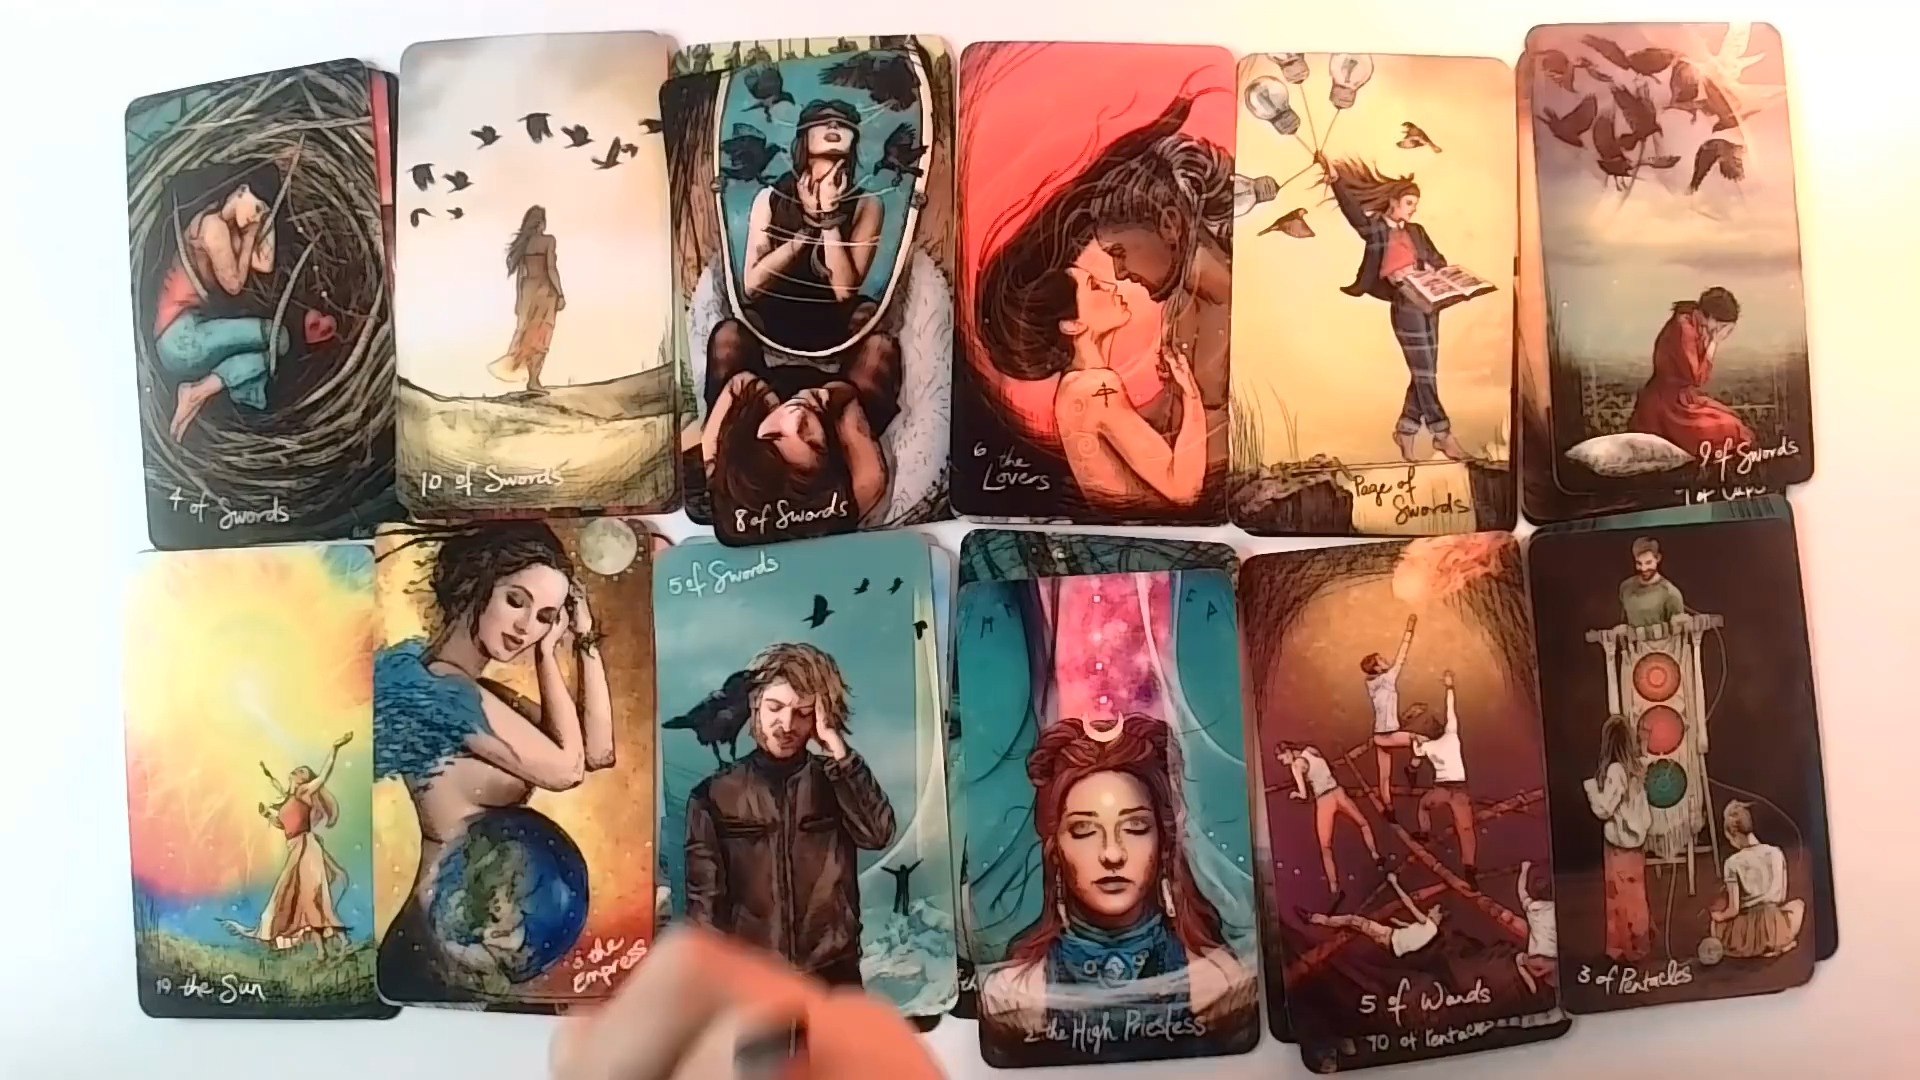 4 of Swords
10 of Swords
8 of Swords
6 the
Lovers
Page of
Swords
9 of Swords
19 the Sun
3 the
Empress
5 of Swords
2 the High Priestess
5 of Wands
10 of Pentacles
3 of Pentacles